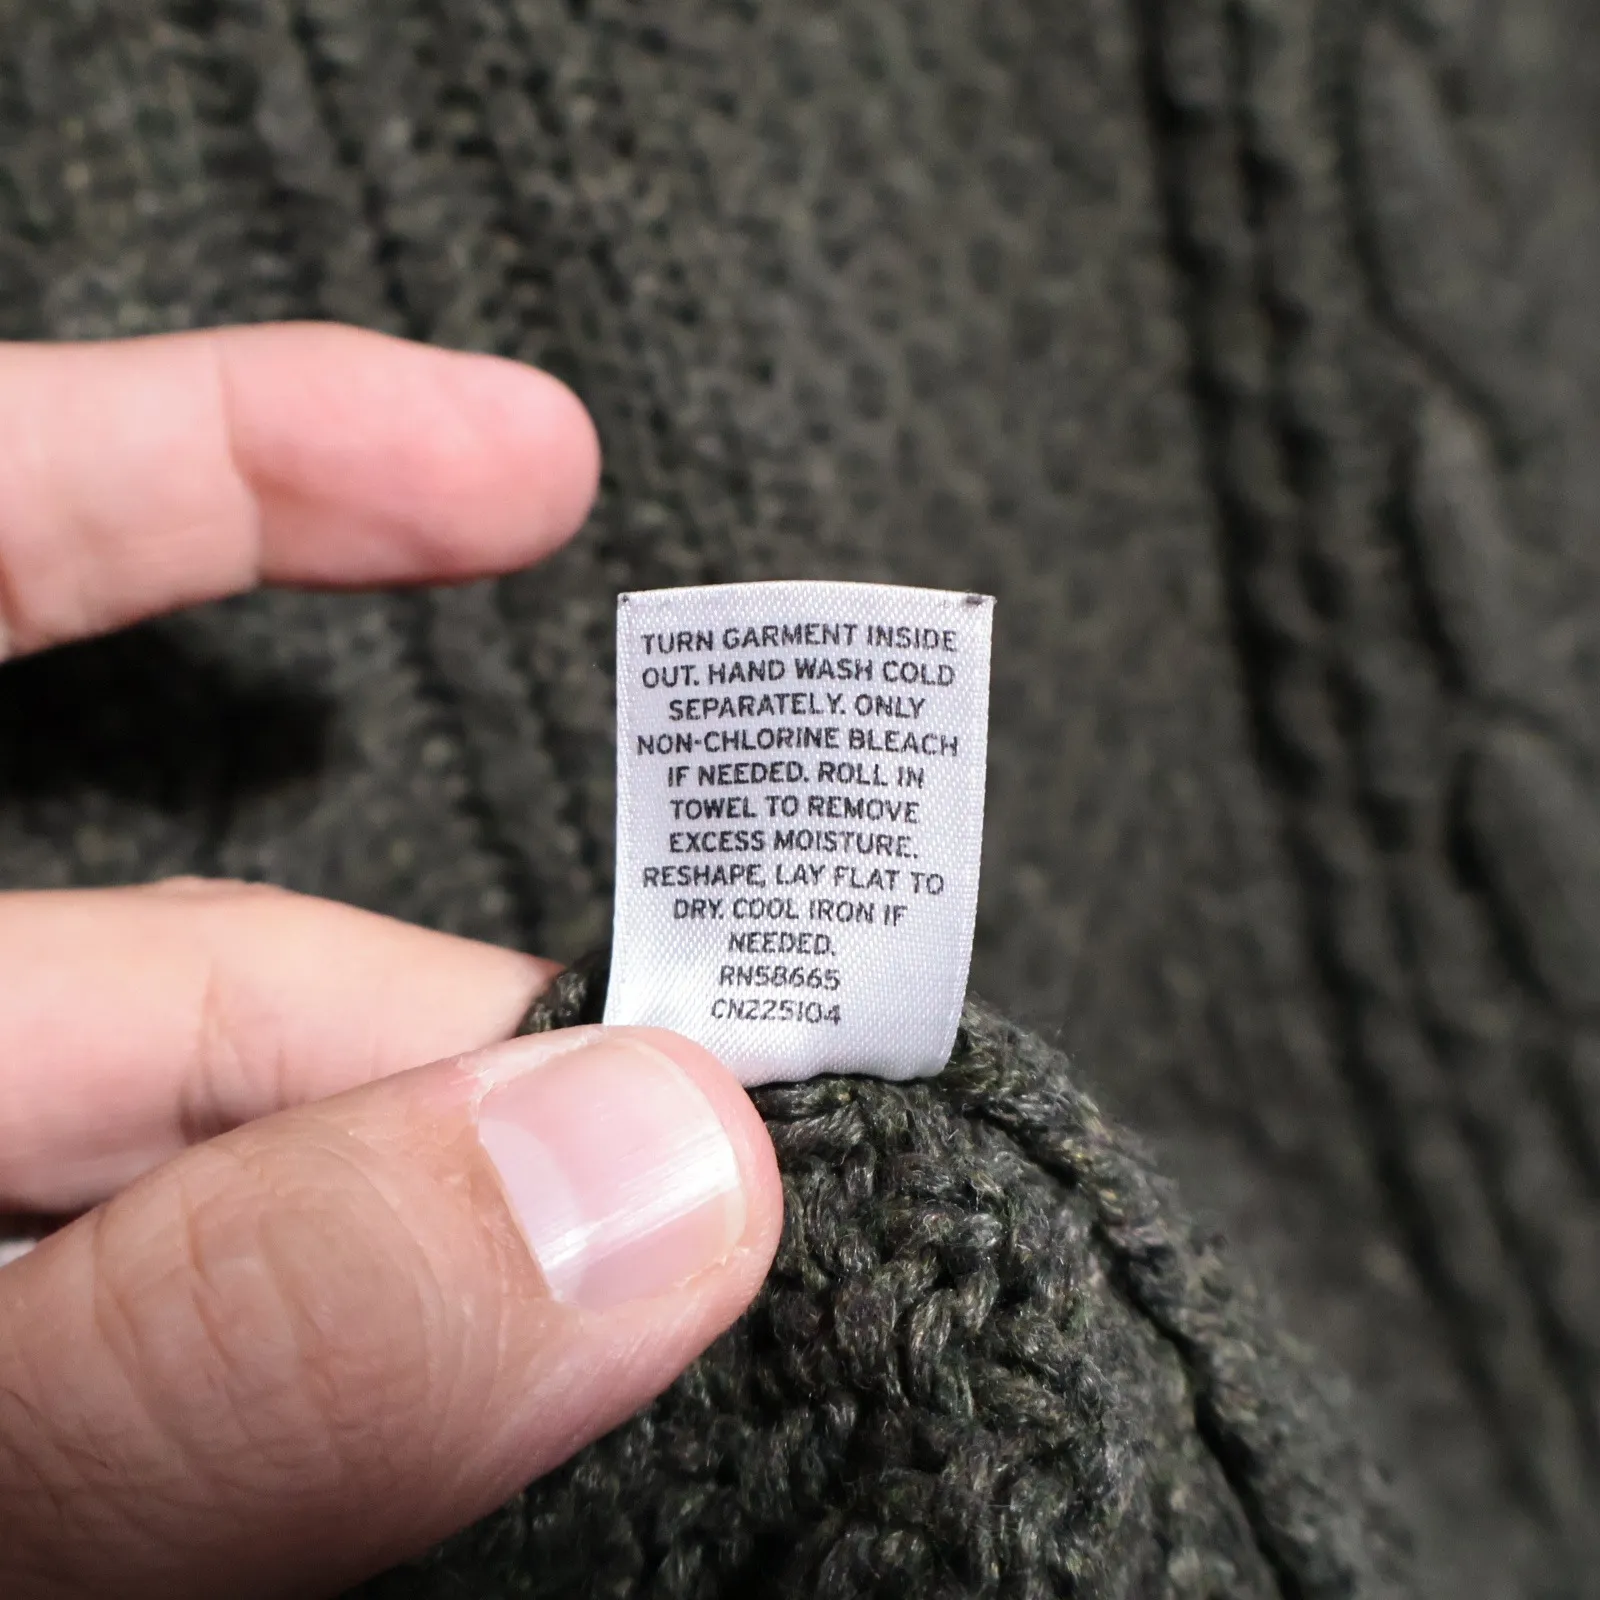 TURN GARMENT INSIDE
OUT. HAND WASH COLD
SEPARATELY. ONLY
NON-CHLORINE BLEACH
IF NEEDED. ROLL IN
TOWEL TO REMOVE
EXCESS MOISTURE.
RESHAPE, LAY FLAT TO
DRY. COOL IRON IF
NEEDED.
RN58665
CN225104